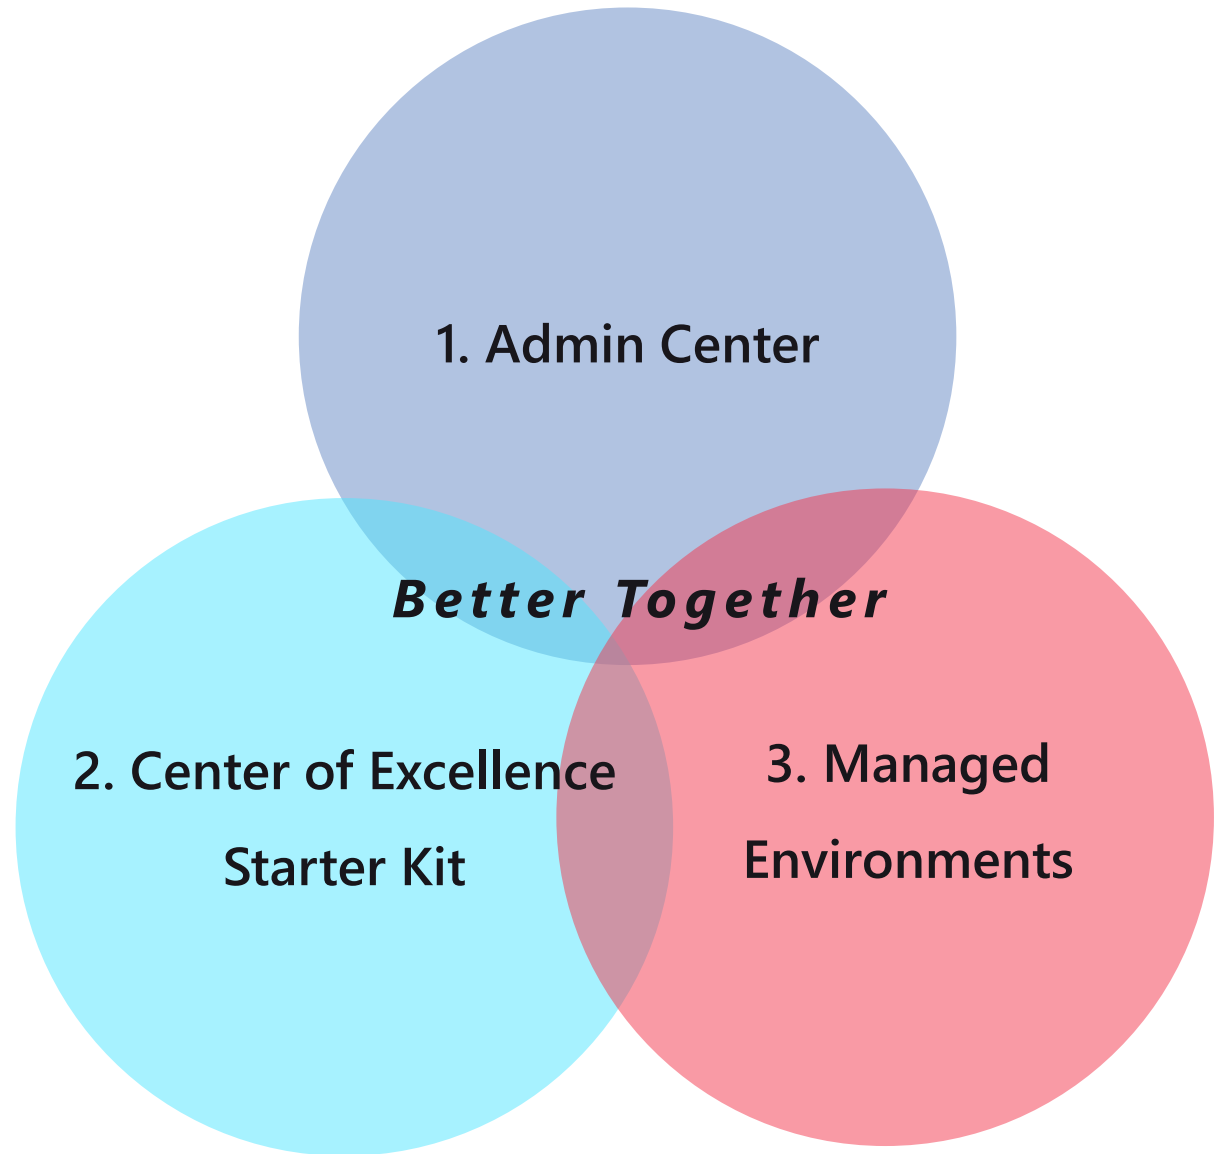 1. Admin Center
Better Together
2. Center of Excellence
Starter Kit
3. Managed
Environments